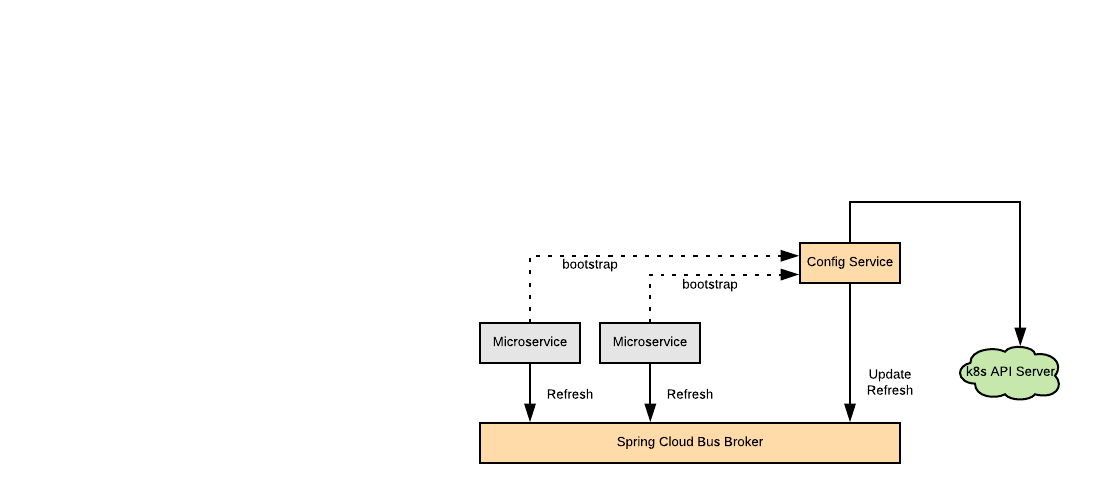 Config Service
bootstrap
bootstrap
Microservice
Microservice
k8s API Server
Update
Refresh
Refresh
Refresh
Spring Cloud Bus Broker